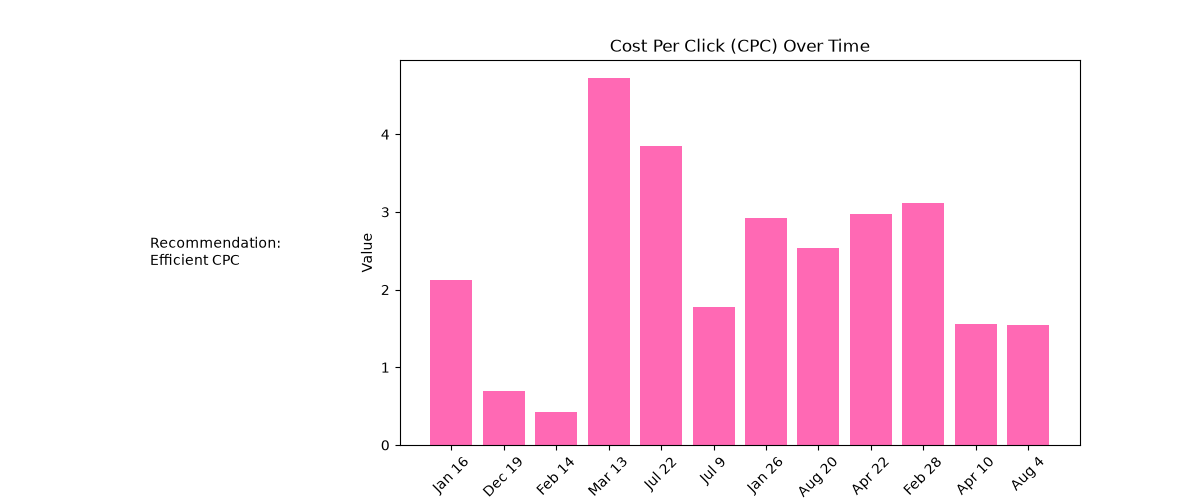 Cost Per Click (CPC) Over Time
Recommendation:
Efficient CPC
Value
4
3
2
1
0
Jan 16
Dec 19
Feb 14
Mar 13
Jul 22
Jul 9
Jan 26
Aug 20
Apr 22
Feb 28
Apr 10
Aug 4